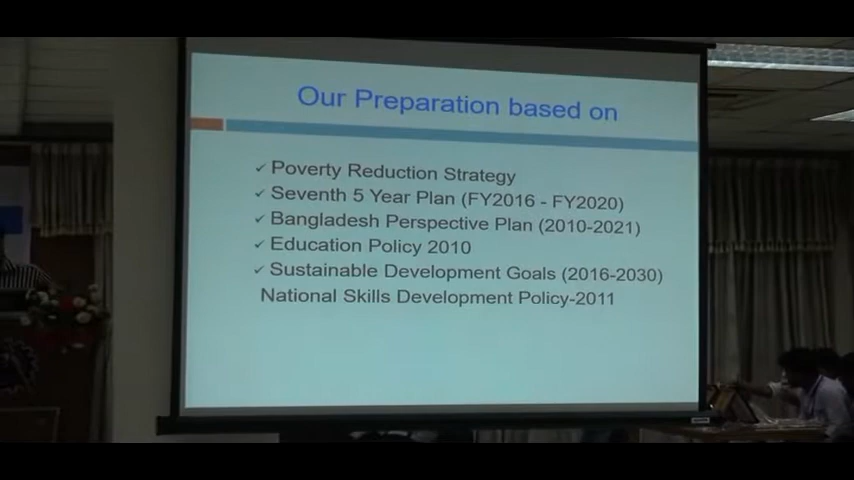 Our Preparation based on
✓ Poverty Reduction Strategy
✓ Seventh 5 Year Plan (FY2016 - FY2020)
✓ Bangladesh Perspective Plan (2010-2021)
✓ Education Policy 2010
✓ Sustainable Development Goals (2016-2030)
National Skills Development Policy-2011